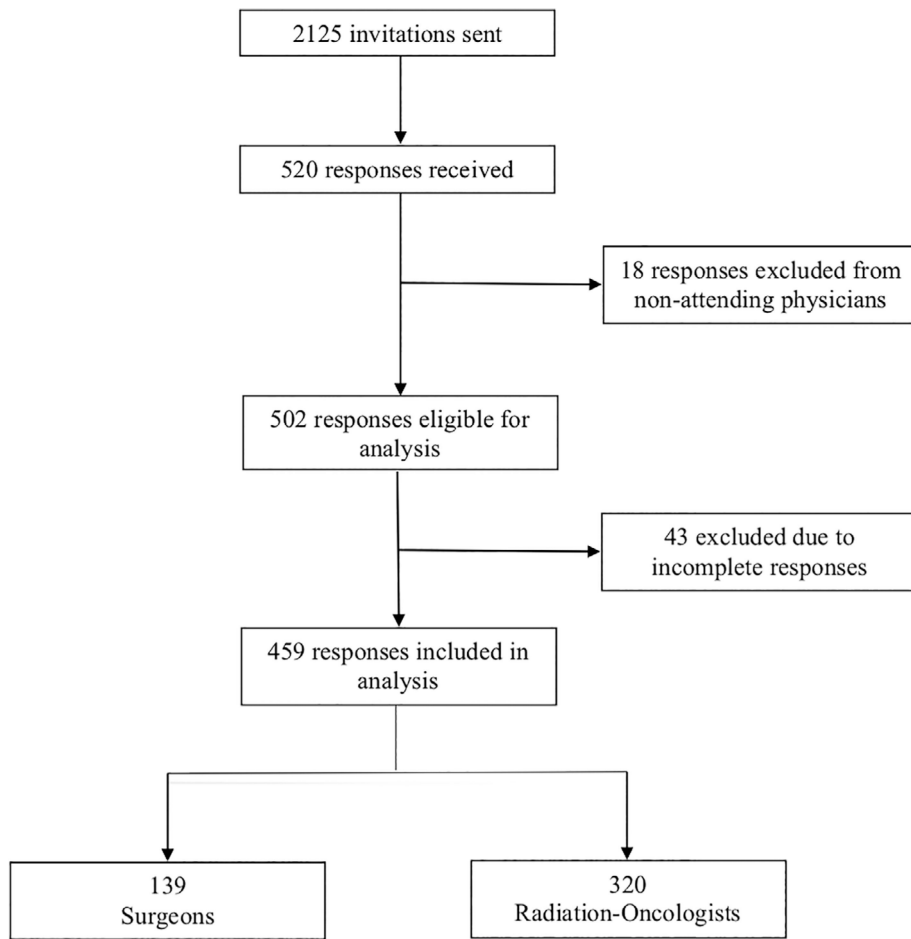 2125 invitations sent
520 responses received
18 responses excluded from
non-attending physicians
502 responses eligible for
analysis
43 excluded due to
incomplete responses
459 responses included in
analysis
139
Surgeons
320
Radiation-Oncologists